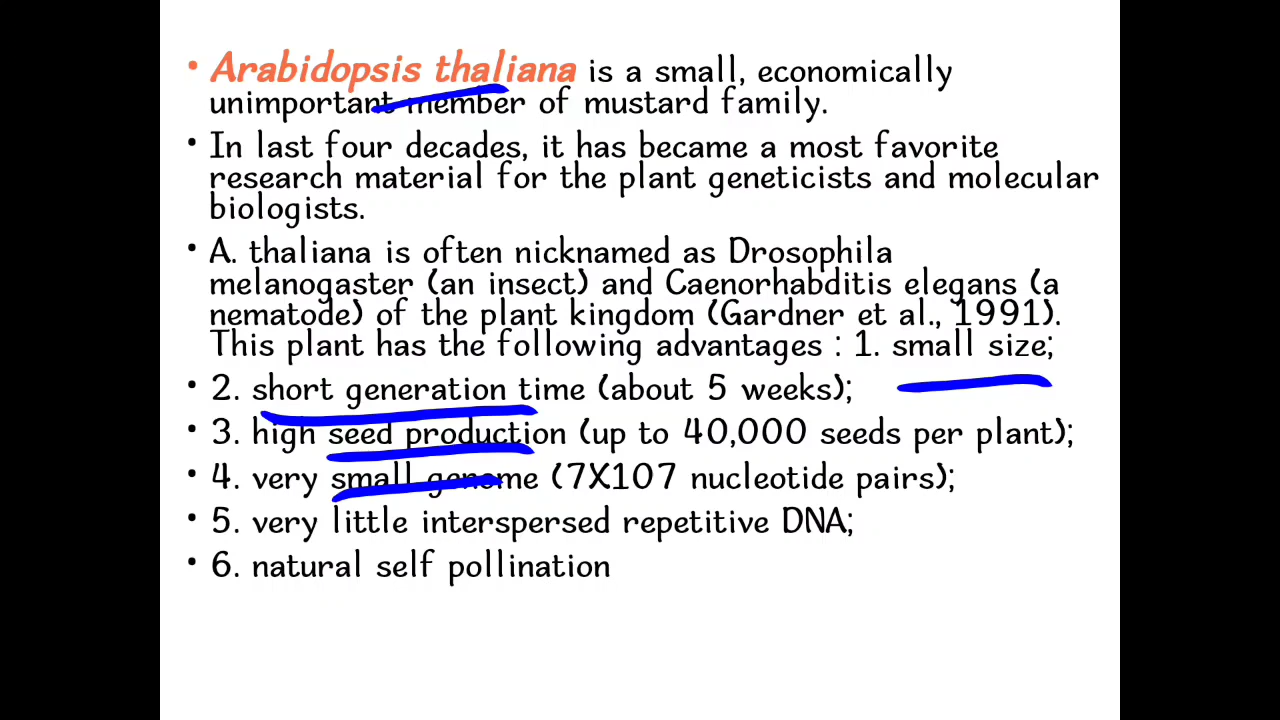 • Arabidopsis thaliana is a small, economically
unimportant member of mustard family.
• In last four decades, it has became a most favorite
research material for the plant geneticists and molecular
biologists.
• A. thaliana is often nicknamed as Drosophila
melanogaster (an insect) and Caenorhabditis elegans (a
nematode) of the plant kingdom (Gardner et al., 1991).
This plant has the following advantages : 1. small size;
• 2. short generation time (about 5 weeks);
• 3. high seed production (up to 40,000 seeds per plant);
• 4. very small genome (7X107 nucleotide pairs);
• 5. very little interspersed repetitive DNA;
• 6. natural self pollination